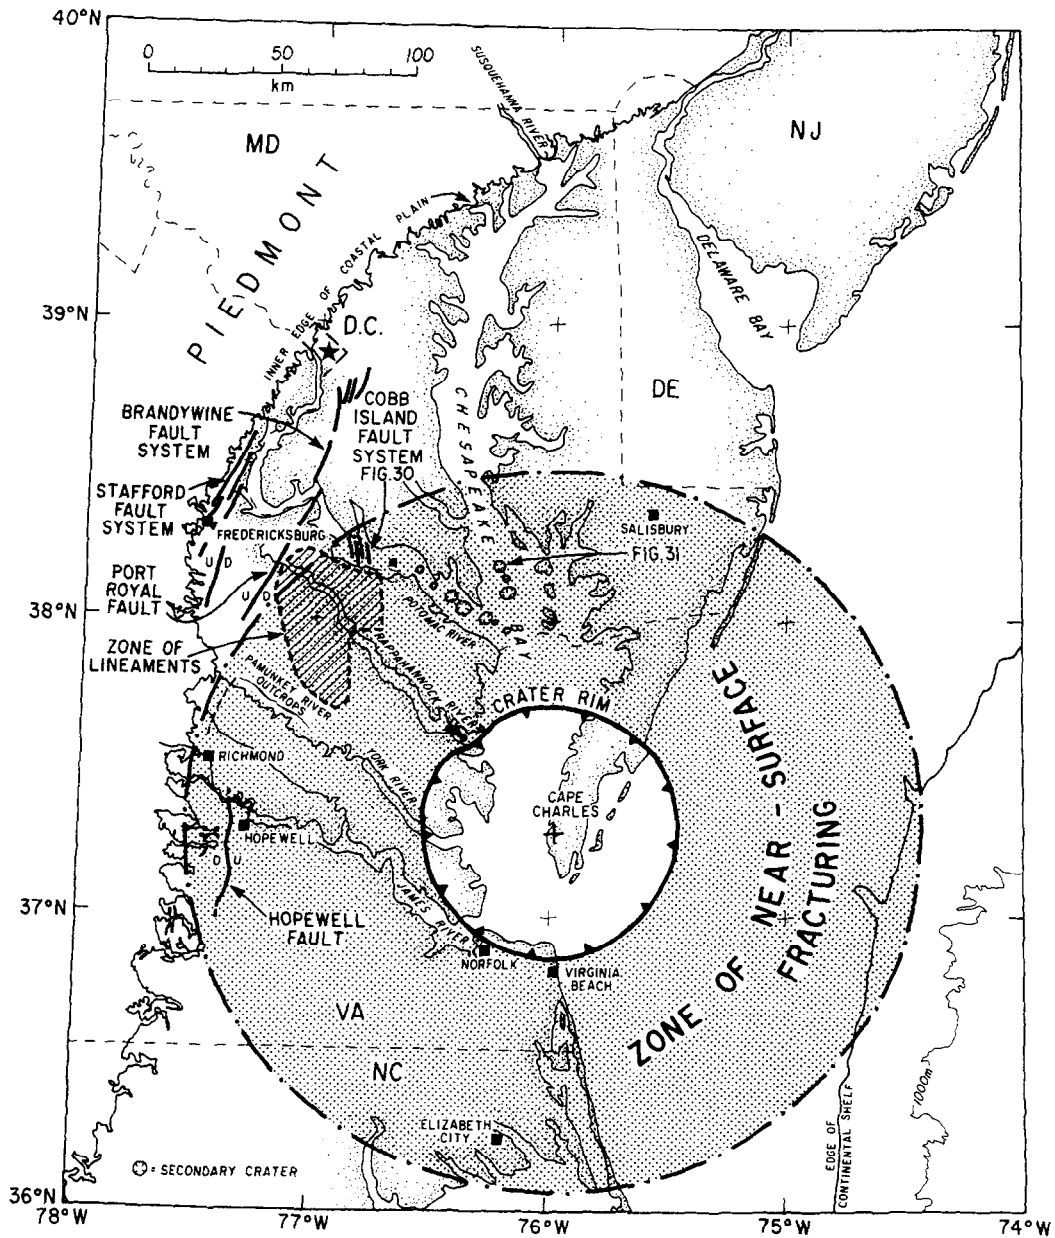 40°N
0 50 100
km
SUSQUEHANNA RIVER
MD
NJ
PIEDMONT
INNER EDGE OF COASTAL PLAIN
DELAWARE BAY
39°N
D.C.
DE
CHESAPEAKE
BAY
BRANDYWINE
FAULT
SYSTEM
COBB
ISLAND
FAULT
SYSTEM
FIG.30
STAFFORD
FAULT
SYSTEM
FREDERICKSBURG
SALISBURY
FIG.31
U D
PORT
ROYAL
FAULT
U D
38°N
POTOMAC RIVER
ZONE OF
LINEAMENTS
RAPPAHANNOCK RIVER
PAMUNKEY RIVER
OUTCROPS
CRATER RIM
RICHMOND
YORK RIVER
CAPE
CHARLES
HOPEWELL
D U
ZONE OF NEAR-SURFACE
FRACTURING
37°N
HOPEWELL
FAULT
JAMES RIVER
NORFOLK
VIRGINIA
BEACH
VA
NC
ELIZABETH
CITY
EDGE OF
CONTINENTAL SHELF
1000m
= SECONDARY CRATER
36°N
78°W 77°W 76°W 75°W 74°W